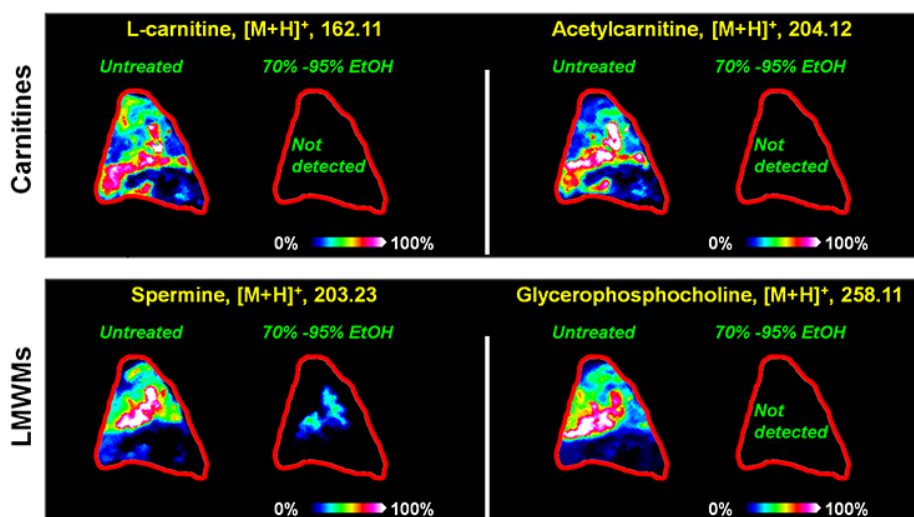 Carnitines
L-carnitine, [M+H]⁺, 162.11
Untreated
70% -95% EtOH
Not
detected
0%
100%
Acetylcarnitine, [M+H]⁺, 204.12
Untreated
70% -95% EtOH
Not
detected
0%
100%
LMWMs
Spermine, [M+H]⁺, 203.23
Untreated
70% -95% EtOH
0%
100%
Glycerophosphocholine, [M+H]⁺, 258.11
Untreated
70% -95% EtOH
Not
detected
0%
100%